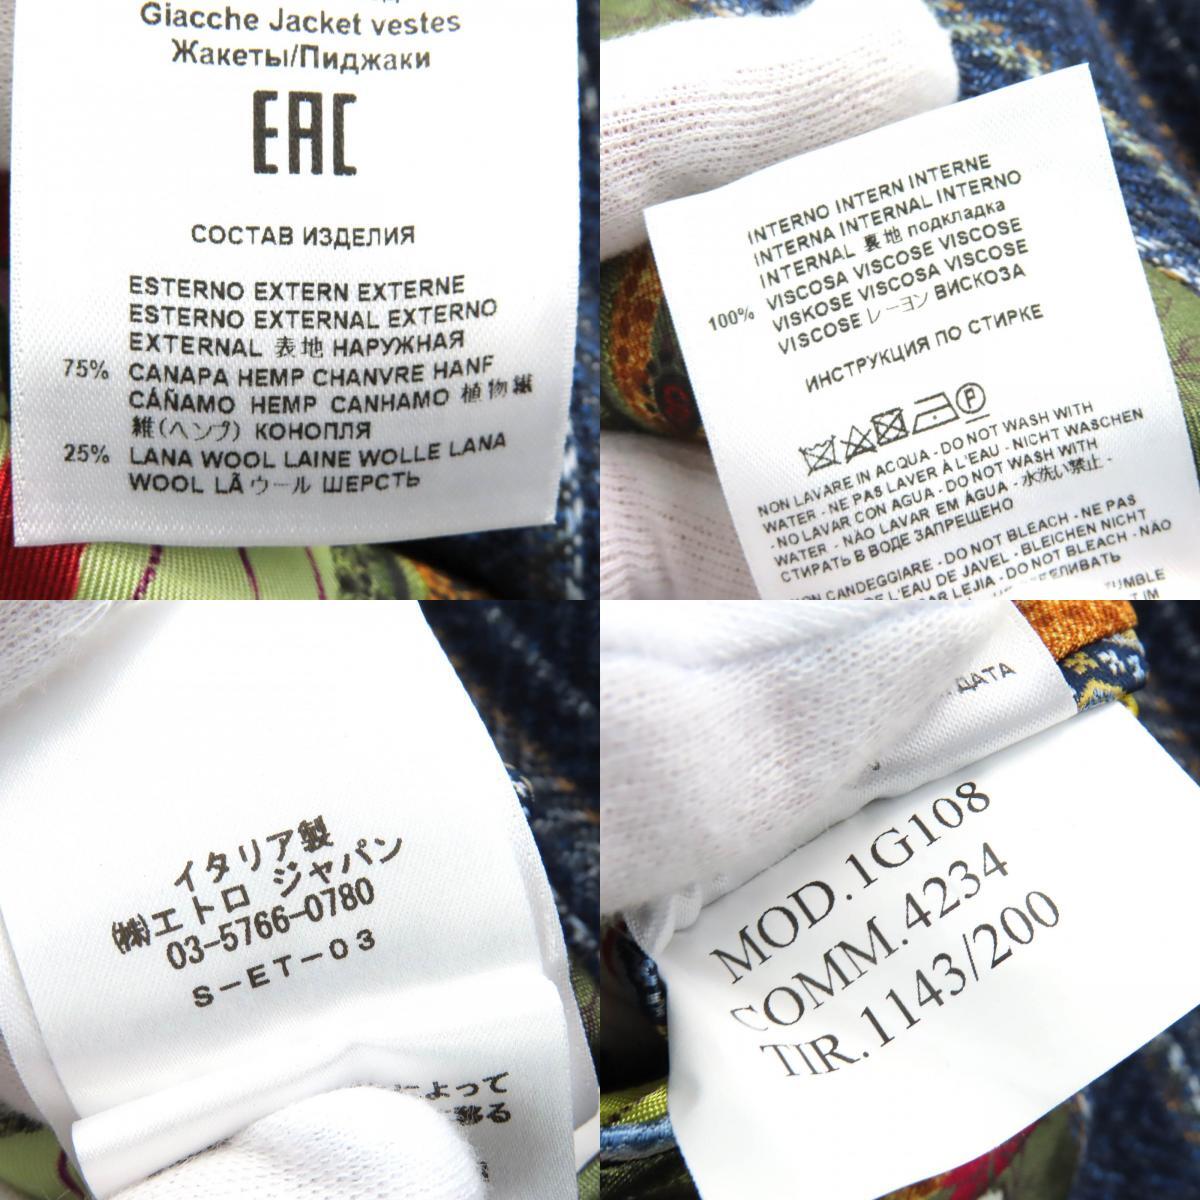 Giacche Jacket vestes
Жакеты/Пиджаки
EAC
СОСТАВ ИЗДЕЛИЯ
ESTERNO EXTERN EXTERNE
ESTERNO EXTERNAL EXTERNO
EXTERNAL 表地 НАРУЖНАЯ
75% CANAPA HEMP CHANVRE HANF
CÁÑAMO HEMP CANHAMO 植物繊
維(ヘンプ) КОНОПЛЯ
25% LANA WOOL LAINE WOLLE LANA
WOOL LÃ ウール ШЕРСТЬ
INTERNO INTERN INTERNE
INTERNA INTERNAL INTERNO
INTERNAL 裏地 подкладка
100% VISCOSA VISCOSE VISCOSE
VISKOSE VISCOSA VISCOSE
VISCOSE レーヨン ВИСКОЗА
ИНСТРУКЦИЯ ПО СТИРКЕ
P
NON LAVARE IN ACQUA - DO NOT WASH WITH
WATER - NE PAS LAVER À L'EAU - NICHT WASCHEN
- NO LAVAR CON AGUA - DO NOT WASH WITH
WATER - NÃO LAVAR EM ÁGUA - 水洗い禁止 -
СТИРАТЬ В ВОДЕ ЗАПРЕЩЕНО
NON CANDEGGIARE - DO NOT BLEACH - NE PAS
DE L'EAU DE JAVEL - BLEICHEN NICHT
LEJIA - DO NOT BLEACH - NÃO
TUMBLE
IM
イタリア製
㈱エトロ ジャパン
03-5766-0780
S-ET-03
によって
移る
ДАТА
MOD.1G108
COMM.4234
TIR.1143/200